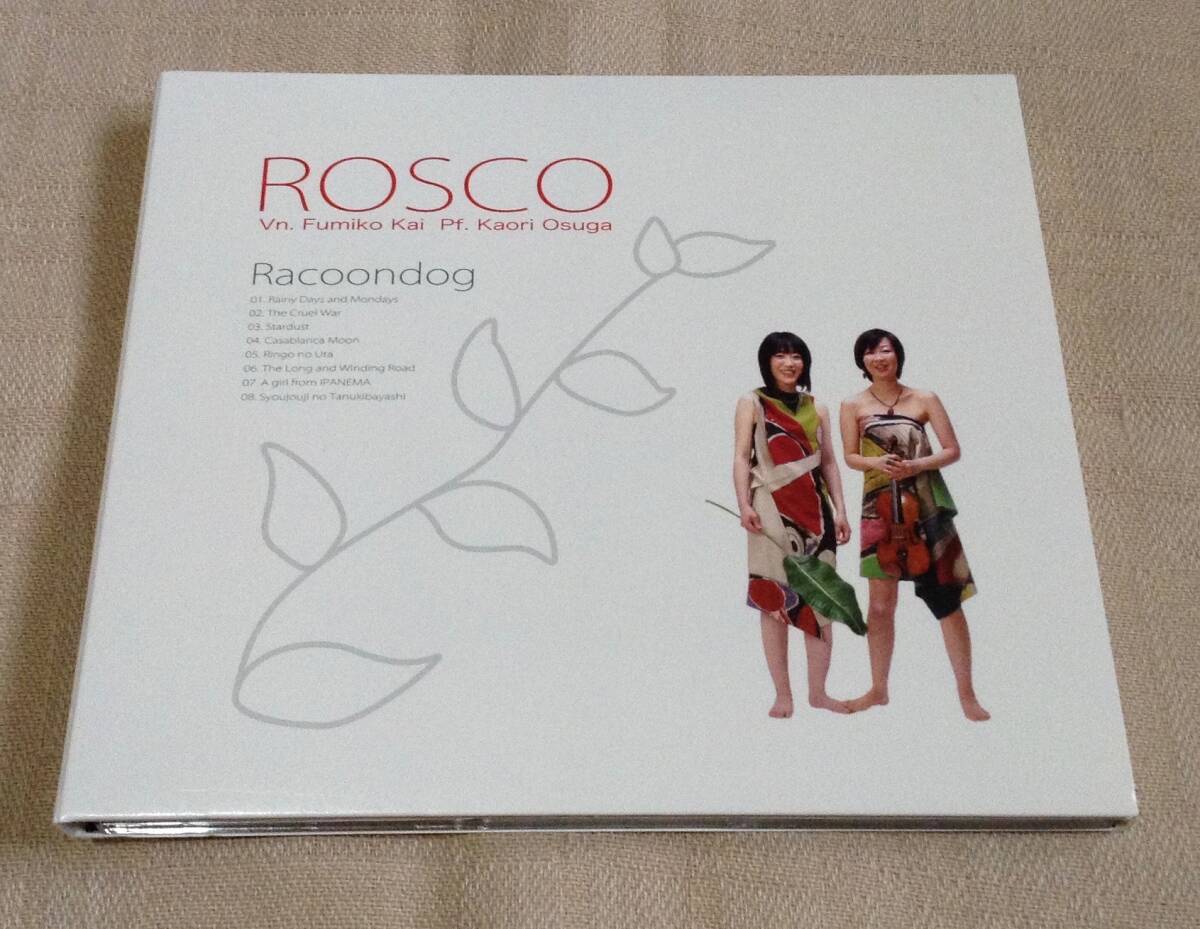 ROSCO
Vn. Fumiko Kai Pf. Kaori Osuga
Racoondog
01. Rainy Days and Mondays
02. The Cruel War
03. Stardust
04. Casablanca Moon
05. Ringo no Uta
06. The Long and Winding Road
07 A girl from IPANEMA
08. Syoujouji no Tanukibayashi